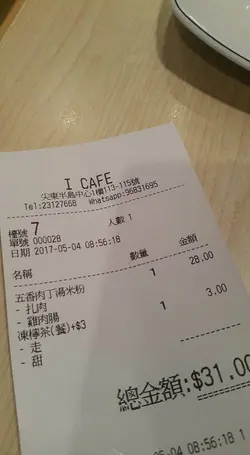 I CAFE
尖東半島中心1樓113-115號
Tel:23127668 Whatsapp:96831695
檯號 7 人數 1
單號 000028
日期 2017-05-04 08:56:18
名稱 數量 金額
五香肉丁湯米粉 1 28.00
- 扎肉
- 雞肉腸
凍檸茶(餐)+$3 1 3.00
- 走
- 甜
總金額:$31.00
05-04 08:56:18